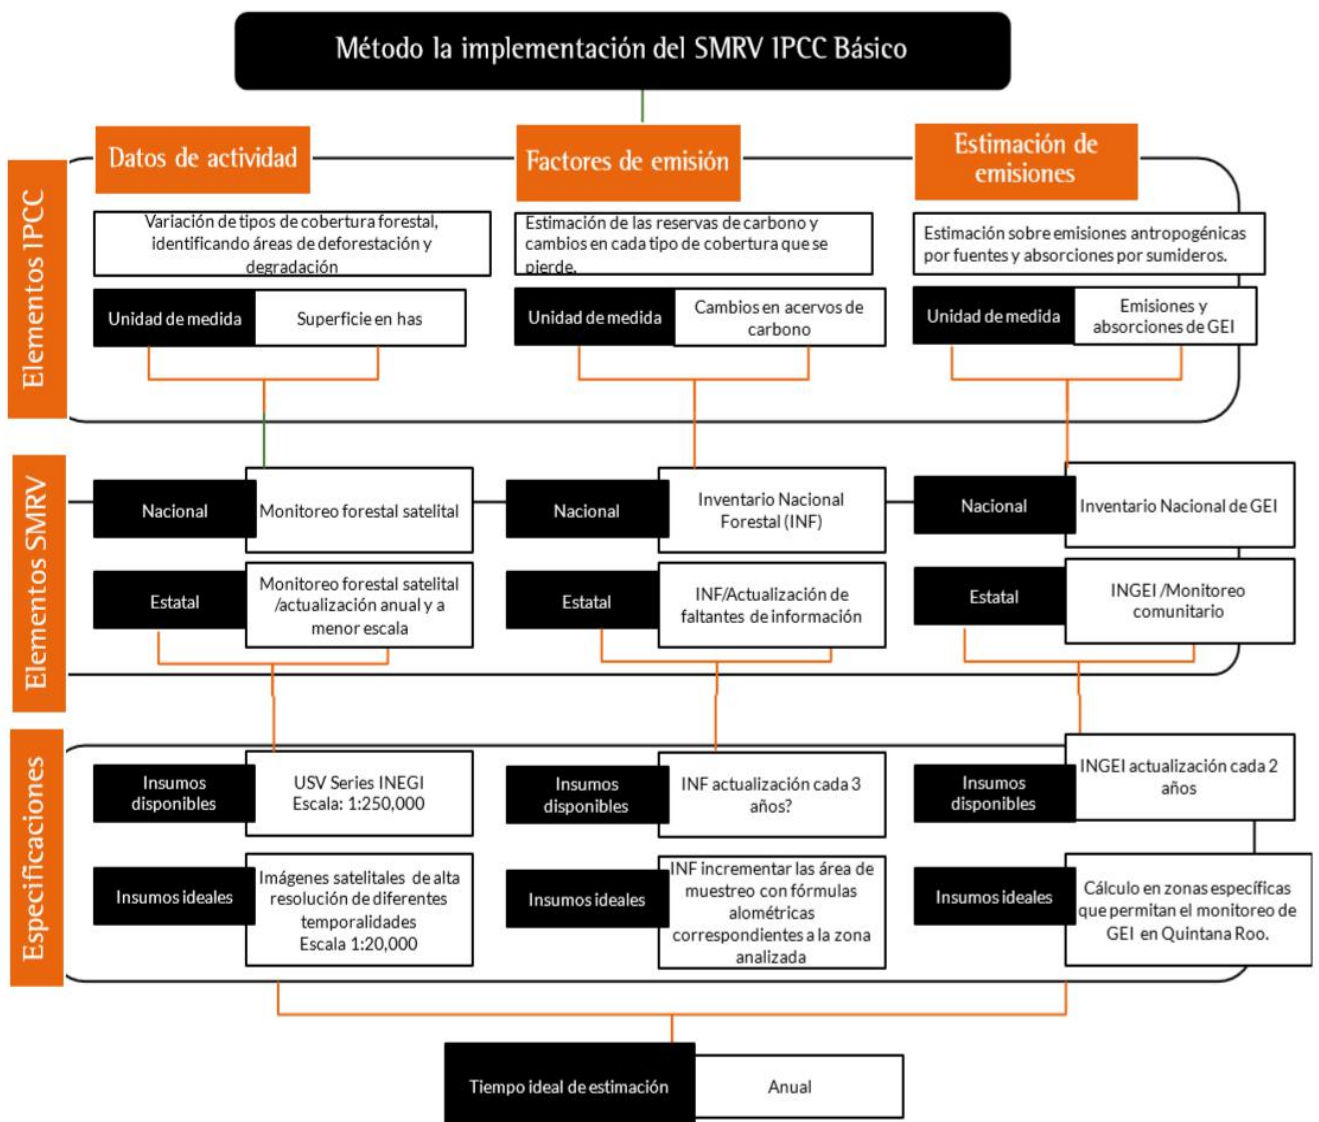 Método la implementación del SMRV IPCC Básico
Elementos IPCC
Datos de actividad
Variación de tipos de cobertura forestal,
identificando áreas de deforestación y
degradación
Unidad de medida
Superficie en has
Factores de emisión
Estimación de las reservas de carbono y
cambios en cada tipo de cobertura que se
pierde.
Unidad de medida
Cambios en acervos de
carbono
Estimación de
emisiones
Estimación sobre emisiones antropogénicas
por fuentes y absorciones por sumideros.
Unidad de medida
Emisiones y
absorciones de GEI
Elementos SMRV
Nacional
Monitoreo forestal satelital
Estatal
Monitoreo forestal satelital
/actualización anual y a
menor escala
Nacional
Inventario Nacional
Forestal (INF)
Estatal
INF/Actualización de
faltantes de información
Nacional
Inventario Nacional de GEI
Estatal
INGEI /Monitoreo
comunitario
Especificaciones
Insumos
disponibles
USV Series INEGI
Escala: 1:250,000
Insumos ideales
Imágenes satelitales de alta
resolución de diferentes
temporalidades
Escala 1:20,000
Insumos
disponibles
INF actualización cada 3
años?
Insumos ideales
INF incrementar las área de
muestreo con fórmulas
alométricas
correspondientes a la zona
analizada
Insumos
disponibles
INGEI actualización cada 2
años
Insumos ideales
Cálculo en zonas específicas
que permitan el monitoreo de
GEI en Quintana Roo.
Tiempo ideal de estimación
Anual